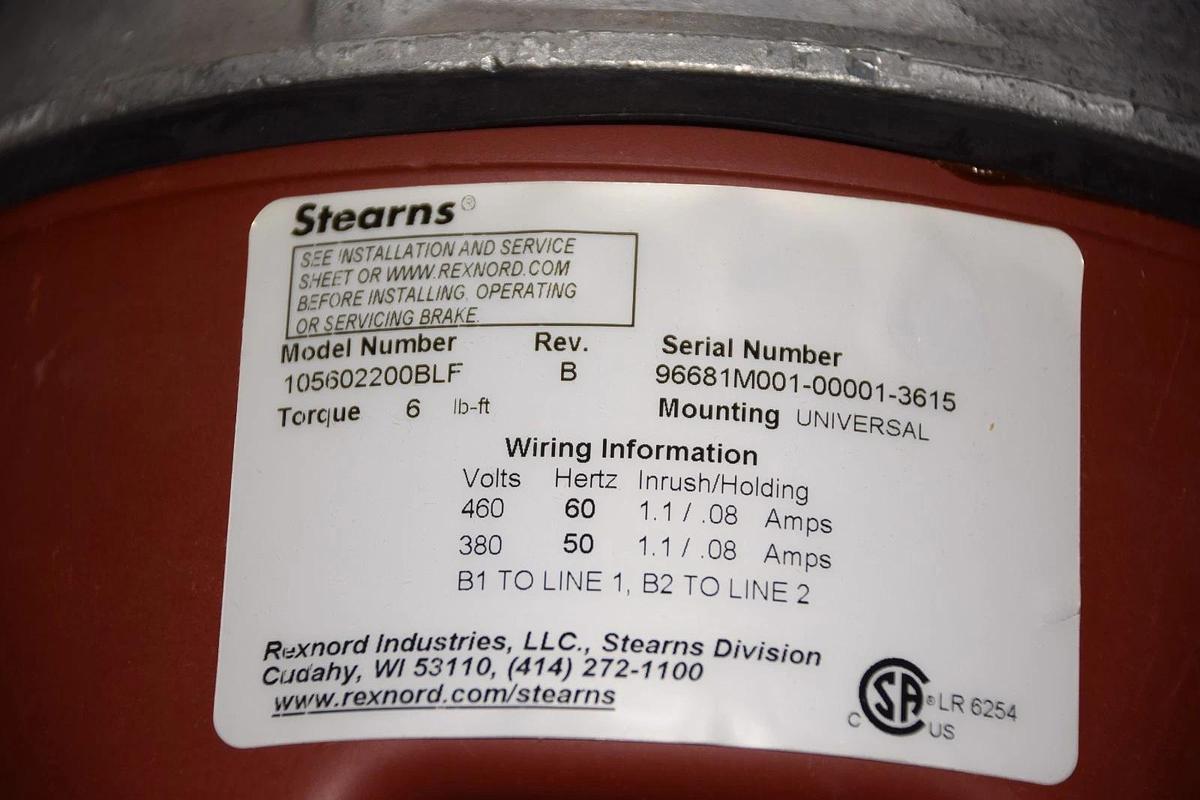 Stearns®
SEE INSTALLATION AND SERVICE
SHEET OR WWW.REXNORD.COM
BEFORE INSTALLING, OPERATING
OR SERVICING BRAKE.
Model Number Rev. Serial Number
105602200BLF B 96681M001-00001-3615
Torque 6 lb-ft Mounting UNIVERSAL
Wiring Information
Volts Hertz Inrush/Holding
460 60 1.1 / .08 Amps
380 50 1.1 / .08 Amps
B1 TO LINE 1, B2 TO LINE 2
Rexnord Industries, LLC., Stearns Division
Cudahy, WI 53110, (414) 272-1100
www.rexnord.com/stearns
C SA® US LR 6254